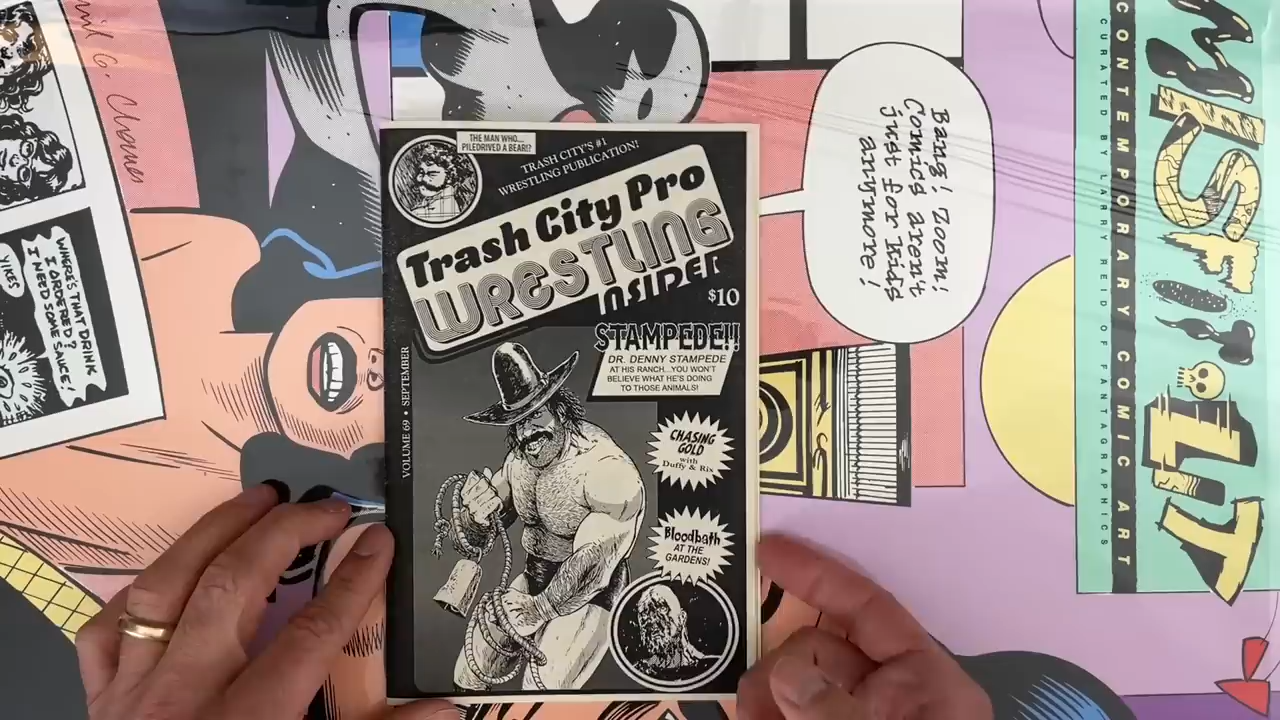 THE MAN WHO...
PILEDRIVED A BEAR!?
TRASH CITY'S #1
WRESTLING PUBLICATION!
Trash City Pro
WRESTLING
INSIDER
$10
STAMPEDE!!
DR. DENNY STAMPEDE
AT HIS RANCH...YOU WON'T
BELIEVE WHAT HE'S DOING
TO THOSE ANIMALS!
VOLUME 69 • SEPTEMBER
CHASING
GOLD
with
Duffy & Rix
Bloodbath
AT THE
GARDENS!
Bang! Zoom!
Comics arent
just for kids
anymore!
MISFIT LIT
CONTEMPORARY COMIC ART
CURATED BY LARRY REID OF FANTAGRAPHICS
WHERE'S THAT DRINK
I ORDERED?
I NEED SOME SAUCE!
YIKES